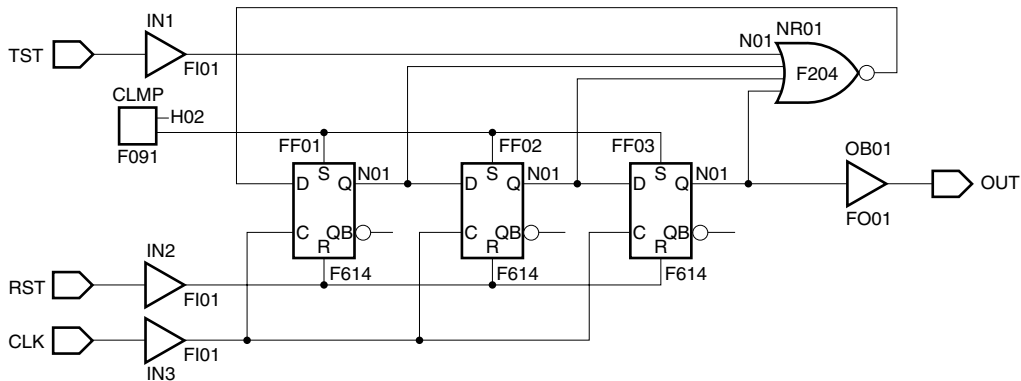 IN1
NR01
N01
TST
FI01
F204
CLMP
H02
F091
FF01
FF02
FF03
OB01
S
S
S
D
Q
N01
D
Q
N01
D
Q
N01
OUT
FO01
C
QB
C
QB
C
QB
R
R
R
IN2
F614
F614
RST
FI01
CLK
FI01
IN3